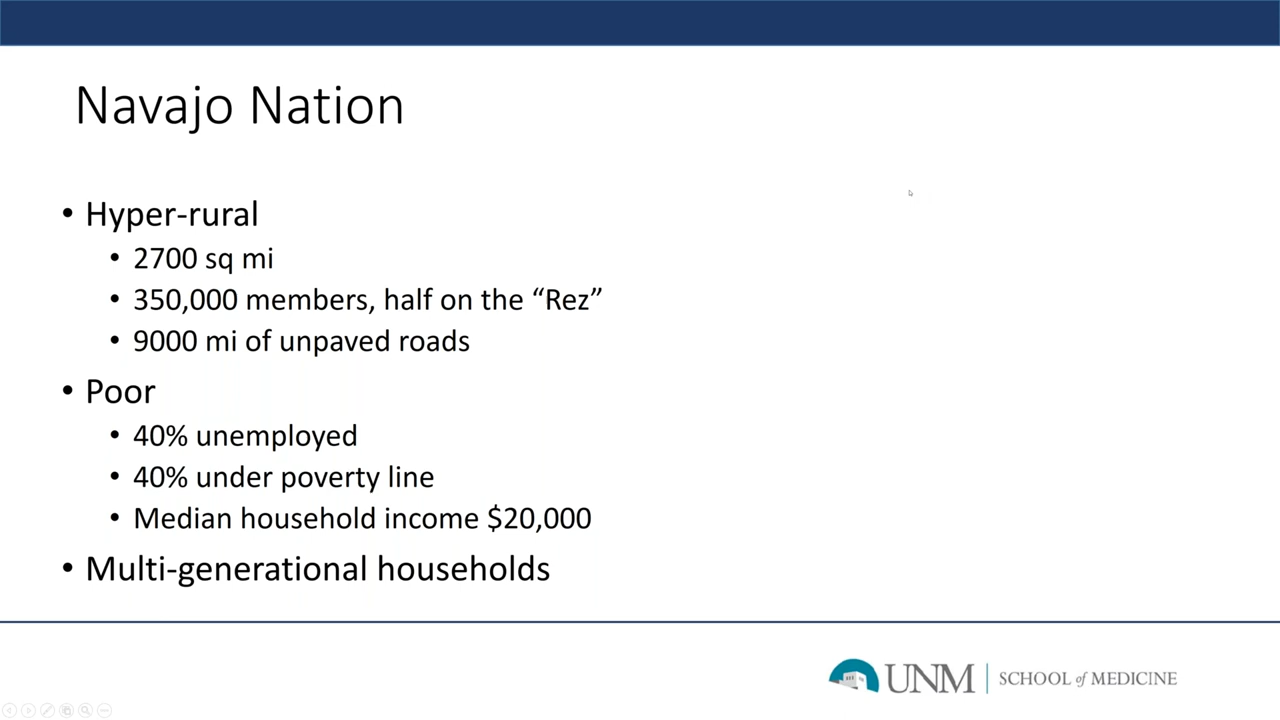 Navajo Nation
• Hyper-rural
• 2700 sq mi
• 350,000 members, half on the “Rez”
• 9000 mi of unpaved roads
• Poor
• 40% unemployed
• 40% under poverty line
• Median household income $20,000
• Multi-generational households
UNM | SCHOOL of MEDICINE